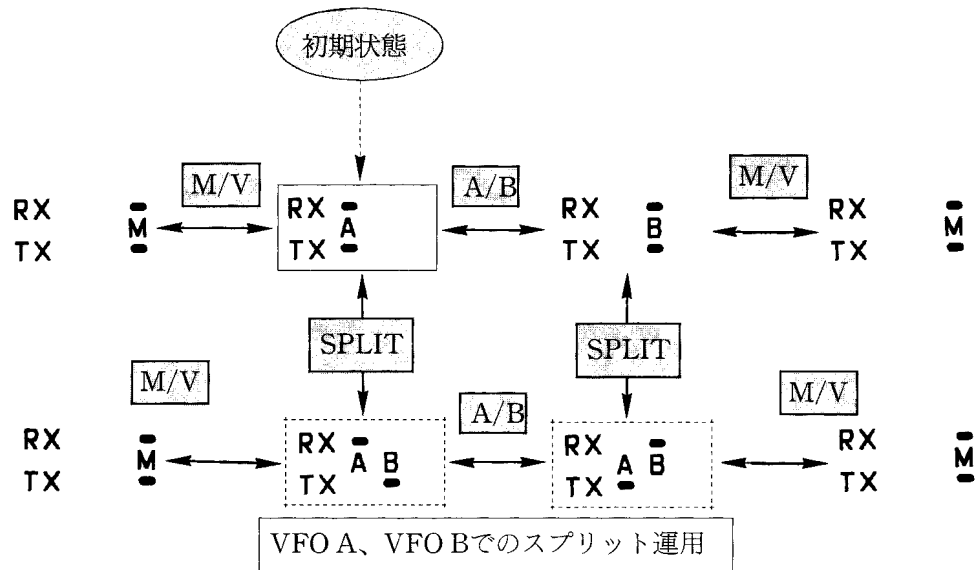 初期状態
M/V
A/B
M/V
RX
TX
M
RX
TX
A
RX
TX
B
RX
TX
M
SPLIT
SPLIT
M/V
A/B
M/V
RX
TX
M
RX
TX
A B
RX
TX
A B
RX
TX
M
VFO A、VFO Bでのスプリット運用